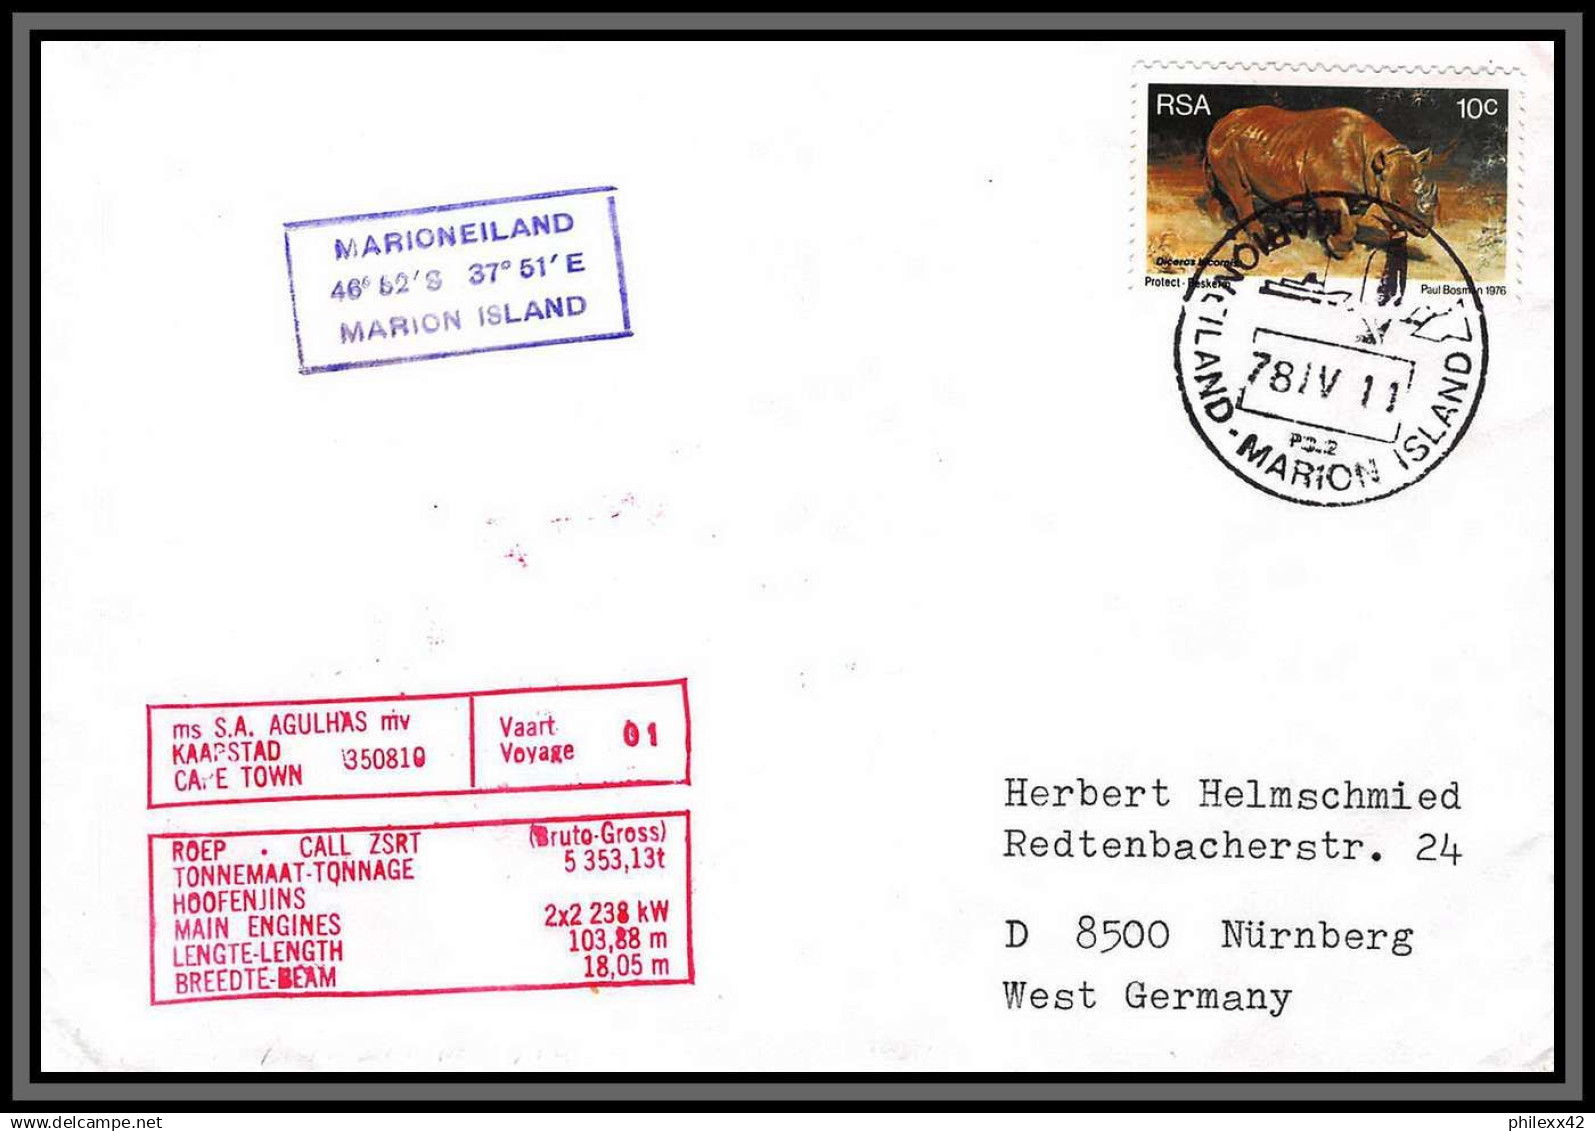 RSA 10c
Diceros bicornis
Protect - Beskerm Paul Bosman 1976
MARIONEILAND
46° 52'S 37° 51'E
MARION ISLAND
MARIONEILAND - MARION ISLAND
78 IV 11
ms S.A. AGULHAS mv
KAAPSTAD 350810
CAPE TOWN
Vaart
Voyage 01
ROEP . CALL ZSRT (Bruto-Gross)
TONNEMAAT-TONNAGE 5 353,13t
HOOFENJINS
MAIN ENGINES 2x2 238 kW
LENGTE-LENGTH 103,88 m
BREEDTE-BEAM 18,05 m
Herbert Helmschmied
Redtenbacherstr. 24
D 8500 Nürnberg
West Germany
philexx42